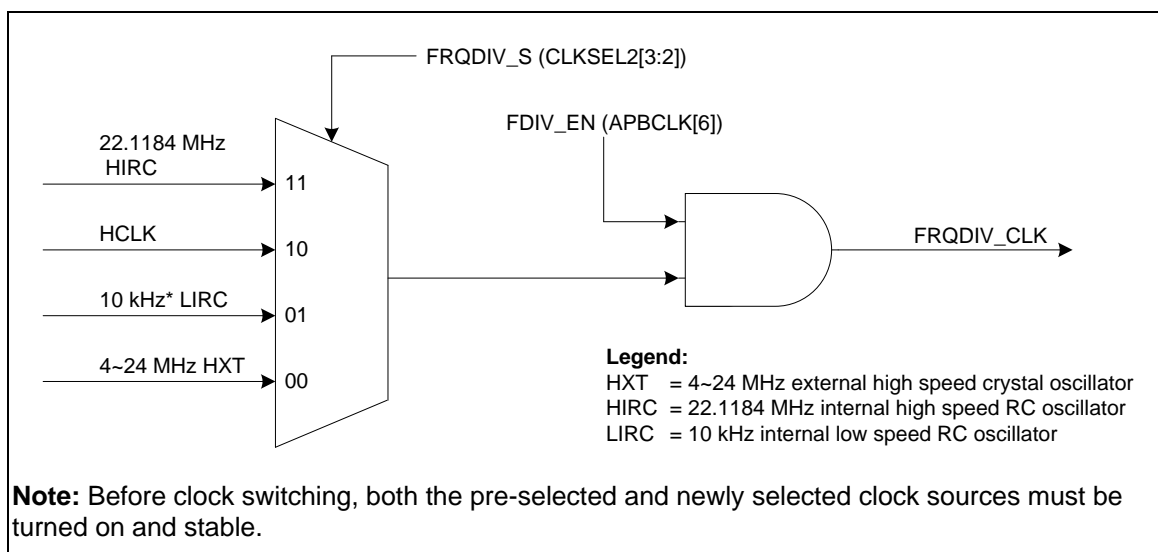 FRQDIV_S (CLKSEL2[3:2])
FDIV_EN (APBCLK[6])
22.1184 MHz
HIRC
11
HCLK
10
FRQDIV_CLK
10 kHz* LIRC
01
4~24 MHz HXT
00
Legend:
HXT = 4~24 MHz external high speed crystal oscillator
HIRC = 22.1184 MHz internal high speed RC oscillator
LIRC = 10 kHz internal low speed RC oscillator
Note: Before clock switching, both the pre-selected and newly selected clock sources must be
turned on and stable.